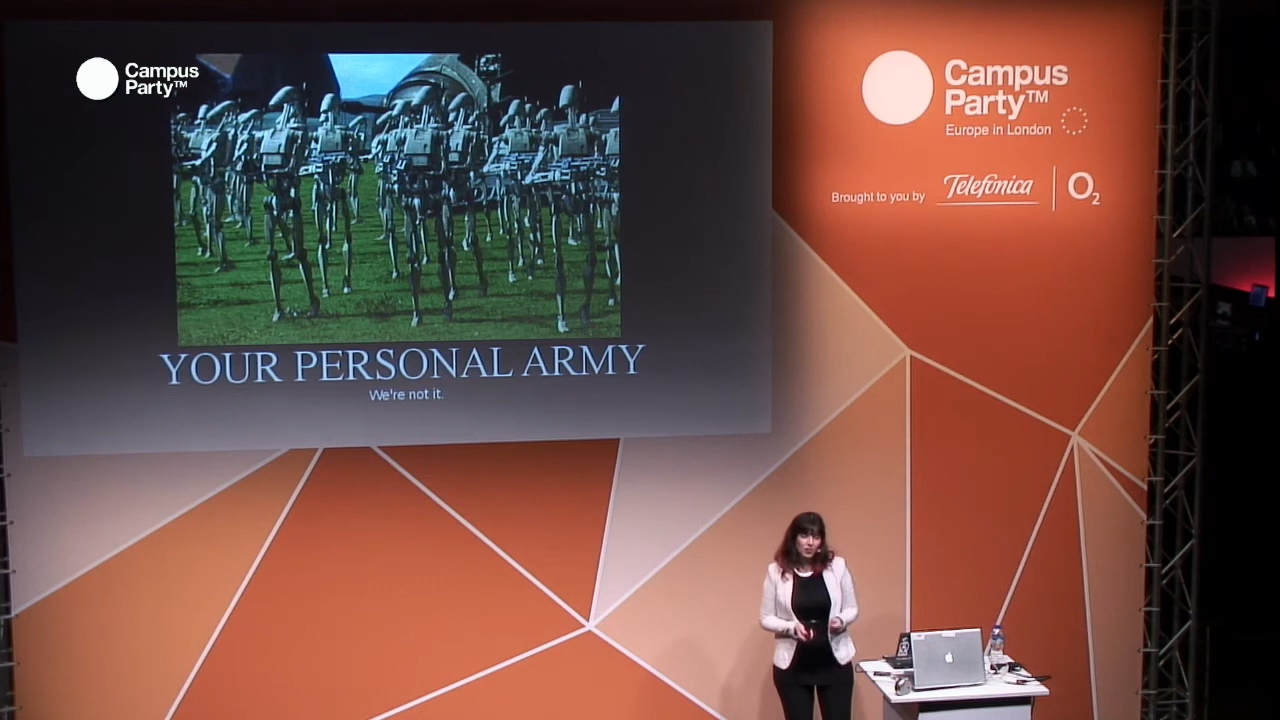 Campus
Party™
YOUR PERSONAL ARMY
We're not it.
Campus
Party™
Europe in London
Brought to you by
Telefónica
O2